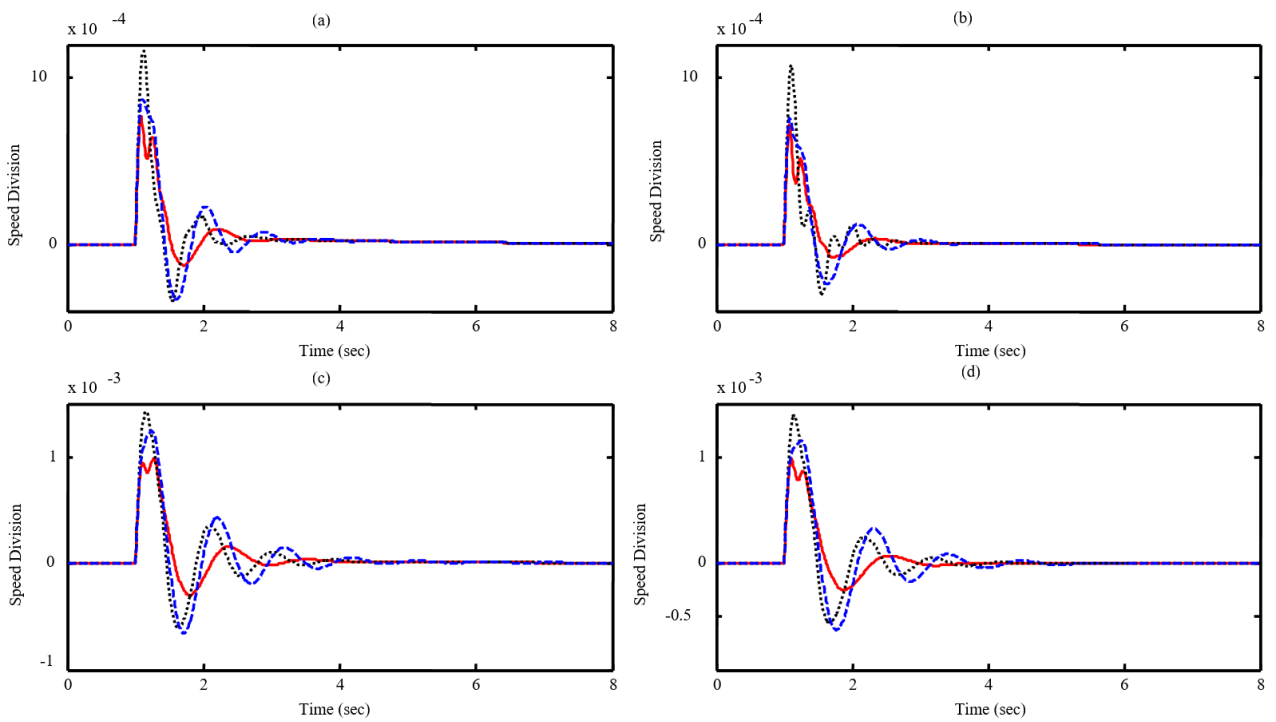 x 10 -4
(a)
10
0
Speed Division
0 2 4 6 8
Time (sec)
x 10 -4
(b)
10
0
Speed Division
0 2 4 6 8
Time (sec)
x 10 -3
(c)
1
0
-1
Speed Division
0 2 4 6 8
Time (sec)
x 10 -3
(d)
1
0
-0.5
Speed Division
0 2 4 6 8
Time (sec)